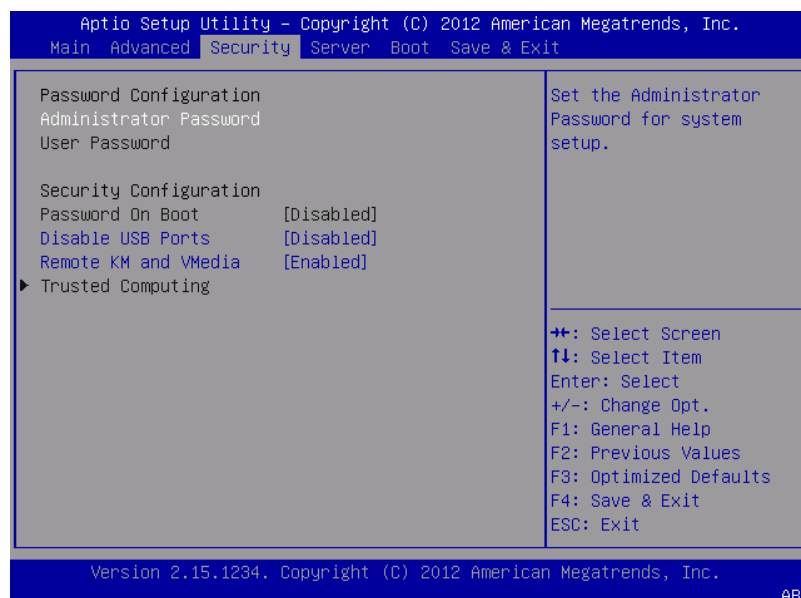 Aptio Setup Utility – Copyright (C) 2012 American Megatrends, Inc.
Main Advanced Security Server Boot Save & Exit
Password Configuration
Administrator Password
User Password
Security Configuration
Password On Boot [Disabled]
Disable USB Ports [Disabled]
Remote KM and VMedia [Enabled]
▶ Trusted Computing
Set the Administrator
Password for system
setup.
→←: Select Screen
↑↓: Select Item
Enter: Select
+/-: Change Opt.
F1: General Help
F2: Previous Values
F3: Optimized Defaults
F4: Save & Exit
ESC: Exit
Version 2.15.1234. Copyright (C) 2012 American Megatrends, Inc.
AB